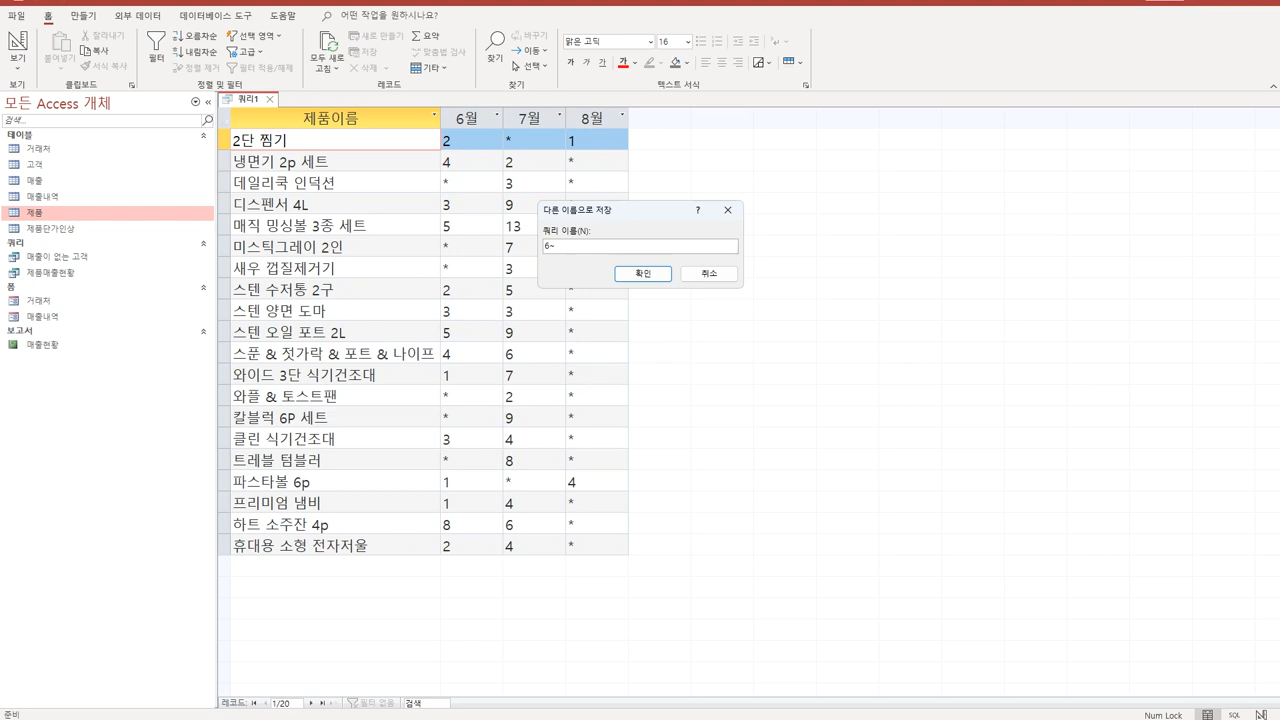 파일 홈 만들기 외부 데이터 데이터베이스 도구 도움말 어떤 작업을 원하시나요?
보기
붙여넣기
잘라내기
복사
서식 복사
필터
오름차순
내림차순
정렬 제거
선택 영역
고급
필터 적용/해제
모두 새로 고침
새로 만들기
저장
삭제
요약
맞춤법 검사
기타
찾기
바꾸기
이동
선택
맑은 고딕 16
가 가 가 가
보기 클립보드 정렬 및 필터 레코드 찾기 텍스트 서식
모든 Access 개체
검색...
테이블
거래처
고객
매출
매출내역
제품
제품단가인상
쿼리
매출이 없는 고객
제품매출현황
폼
거래처
매출내역
보고서
매출현황
쿼리1
제품이름 6월 7월 8월
2단 찜기 2 * 1
냉면기 2p 세트 4 2 *
데일리쿡 인덕션 * 3 *
디스펜서 4L 3 9
매직 밍싱볼 3종 세트 5 13
미스틱그레이 2인 * 7
새우 껍질제거기 * 3
스텐 수저통 2구 2 5 *
스텐 양면 도마 3 3 *
스텐 오일 포트 2L 5 9 *
스푼 & 젓가락 & 포트 & 나이프 4 6 *
와이드 3단 식기건조대 1 7 *
와플 & 토스트팬 * 2 *
칼블럭 6P 세트 * 9 *
클린 식기건조대 3 4 *
트레블 텀블러 * 8 *
파스타볼 6p 1 * 4
프리미엄 냄비 1 4 *
하트 소주잔 4p 8 6 *
휴대용 소형 전자저울 2 4 *
다른 이름으로 저장 ?
쿼리 이름(N):
6~
확인 취소
레코드: 1/20 필터 없음 검색
준비 Num Lock SQL